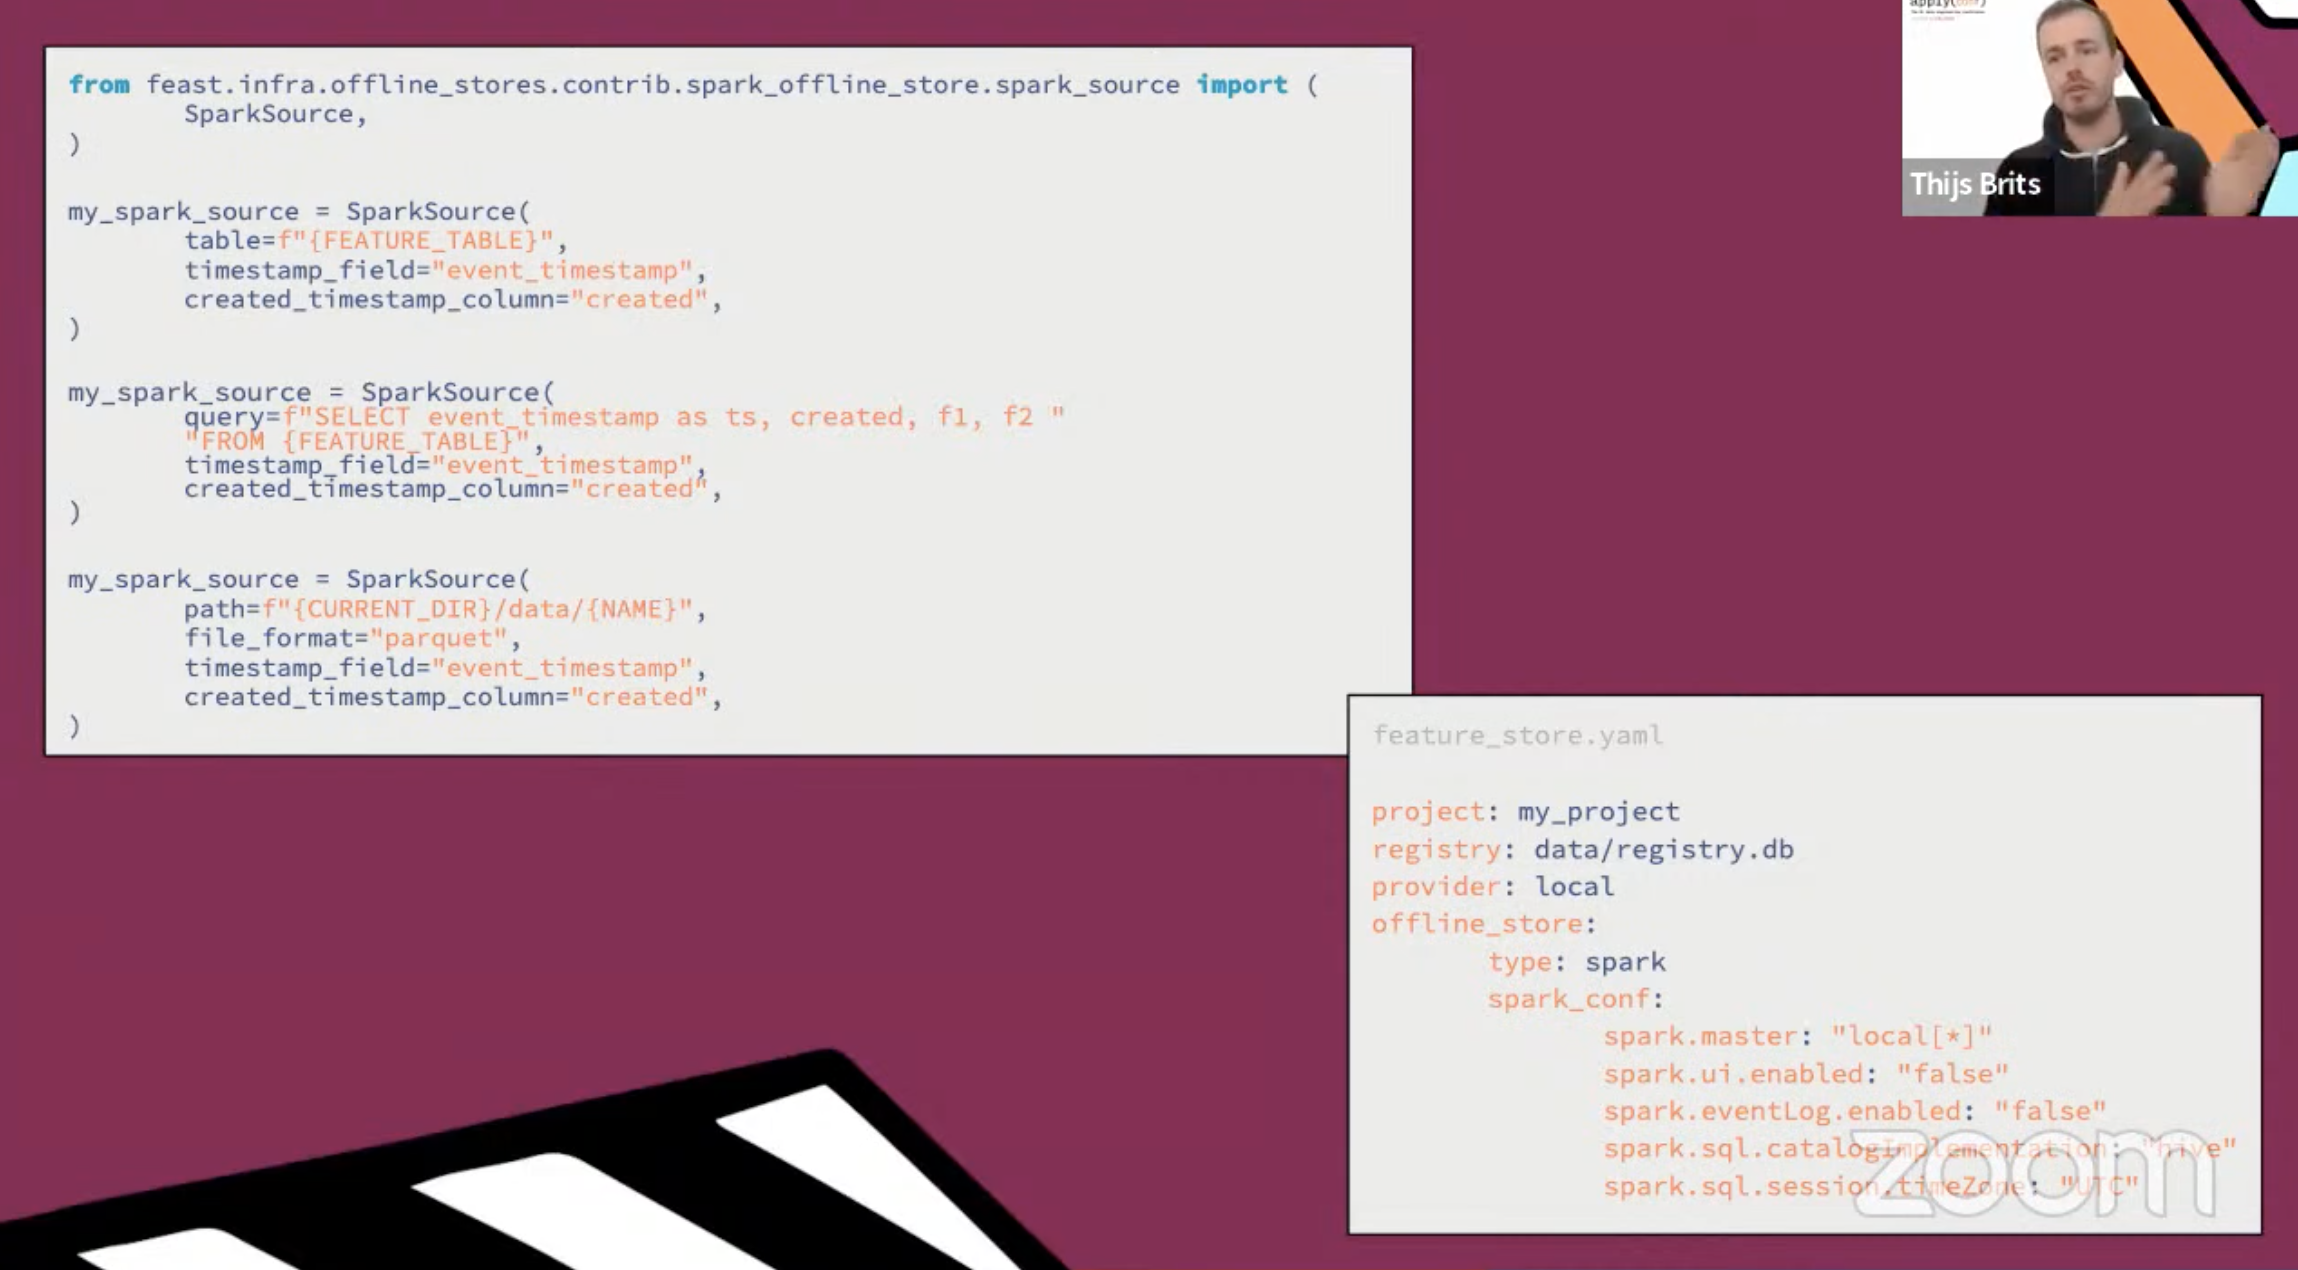 apply(conf)
Thijs Brits
from feast.infra.offline_stores.contrib.spark_offline_store.spark_source import (
        SparkSource,
)
my_spark_source = SparkSource(
        table=f"{FEATURE_TABLE}",
        timestamp_field="event_timestamp",
        created_timestamp_column="created",
)
my_spark_source = SparkSource(
        query=f"SELECT event_timestamp as ts, created, f1, f2 "
        "FROM {FEATURE_TABLE}",
        timestamp_field="event_timestamp",
        created_timestamp_column="created",
)
my_spark_source = SparkSource(
        path=f"{CURRENT_DIR}/data/{NAME}",
        file_format="parquet",
        timestamp_field="event_timestamp",
        created_timestamp_column="created",
)
feature_store.yaml
project: my_project
registry: data/registry.db
provider: local
offline_store:
        type: spark
        spark_conf:
                spark.master: "local[*]"
                spark.ui.enabled: "false"
                spark.eventLog.enabled: "false"
                spark.sql.catalogImplementation: "hive"
                spark.sql.session.timeZone: "UTC"
zoom